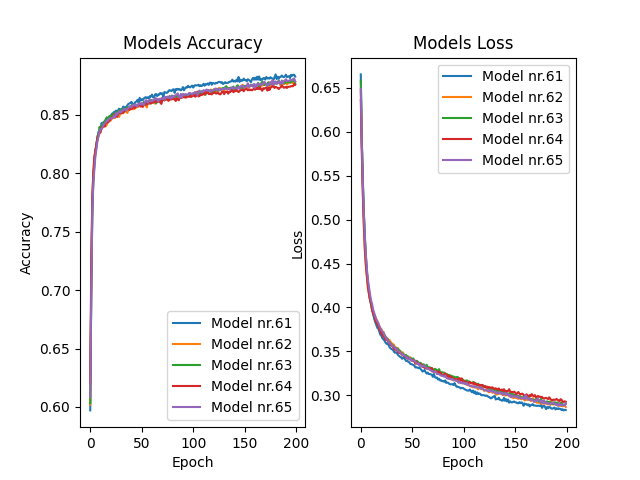 Models Accuracy
Accuracy
0.85
0.80
0.75
0.70
0.65
0.60
Model nr.61
Model nr.62
Model nr.63
Model nr.64
Model nr.65
0
50
100
150
200
Epoch
Models Loss
Loss
0.65
0.60
0.55
0.50
0.45
0.40
0.35
0.30
Model nr.61
Model nr.62
Model nr.63
Model nr.64
Model nr.65
0
50
100
150
200
Epoch